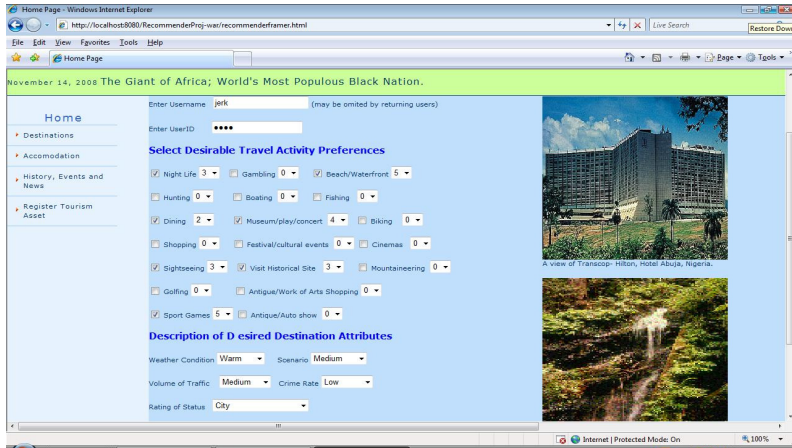 Home Page - Windows Internet Explorer
http://localhost:8080/RecommenderProj-war/recommenderframer.html
Live Search
Restore Down
File Edit View Favorites Tools Help
Home Page
Page Tools
November 14, 2008 The Giant of Africa; World's Most Populous Black Nation.
Home
Destinations
Accomodation
History, Events and
News
Register Tourism
Asset
Enter Username jerk (may be omited by returning users)
Enter UserID ••••
Select Desirable Travel Activity Preferences
Night Life 3 Gambling 0 Beach/Waterfront 5
Hunting 0 Boating 0 Fishing 0
Dining 2 Museum/play/concert 4 Biking 0
Shopping 0 Festival/cultural events 0 Cinemas 0
Sightseeing 3 Visit Historical Site 3 Mountaineering 0
Golfing 0 Antigue/Work of Arts Shopping 0
Sport Games 5 Antique/Auto show 0
Description of D esired Destination Attributes
Weather Condition Warm Scenario Medium
Volume of Traffic Medium Crime Rate Low
Rating of Status City
A view of Transcop- Hilton, Hotel Abuja, Nigeria.
Internet | Protected Mode: On 100%